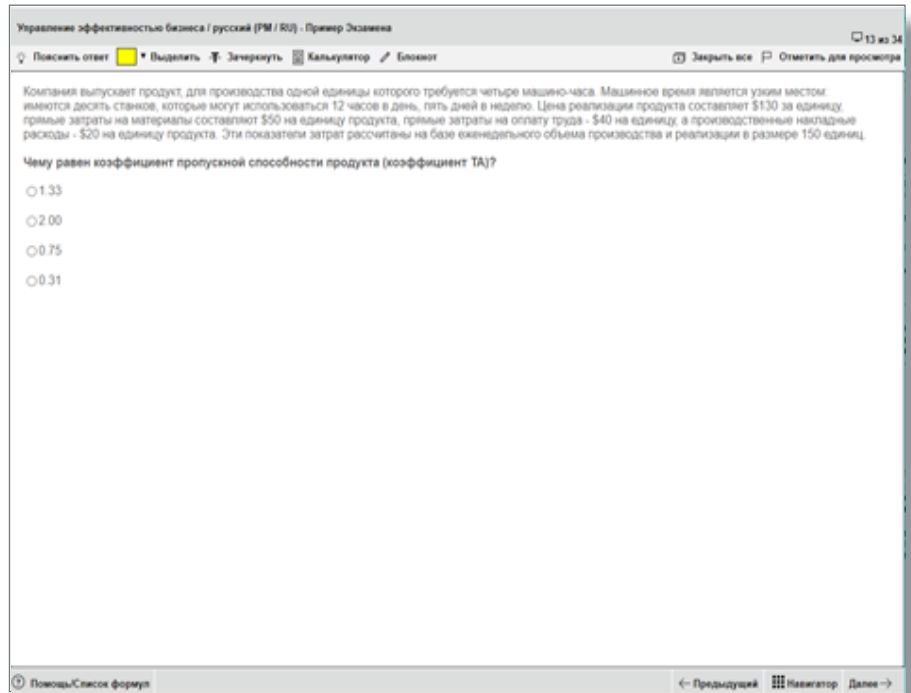 Управление эффективностью бизнеса / русский (PM / RU) - Пример Экзамена
13 из 34
Пояснить ответ Выделить Зачеркнуть Калькулятор Блокнот Закрыть все Отметить для просмотра
Компания выпускает продукт, для производства одной единицы которого требуется четыре машино-часа. Машинное время является узким местом:
имеются десять станков, которые могут использоваться 12 часов в день, пять дней в неделю. Цена реализации продукта составляет $130 за единицу,
прямые затраты на материалы составляют $50 на единицу продукта, прямые затраты на оплату труда - $40 на единицу, а производственные накладные
расходы - $20 на единицу продукта. Эти показатели затрат рассчитаны на базе еженедельного объема производства и реализации в размере 150 единиц.
Чему равен коэффициент пропускной способности продукта (коэффициент TA)?
1.33
2.00
0.75
0.31
Помощь/Список формул Предыдущий Навигатор Далее